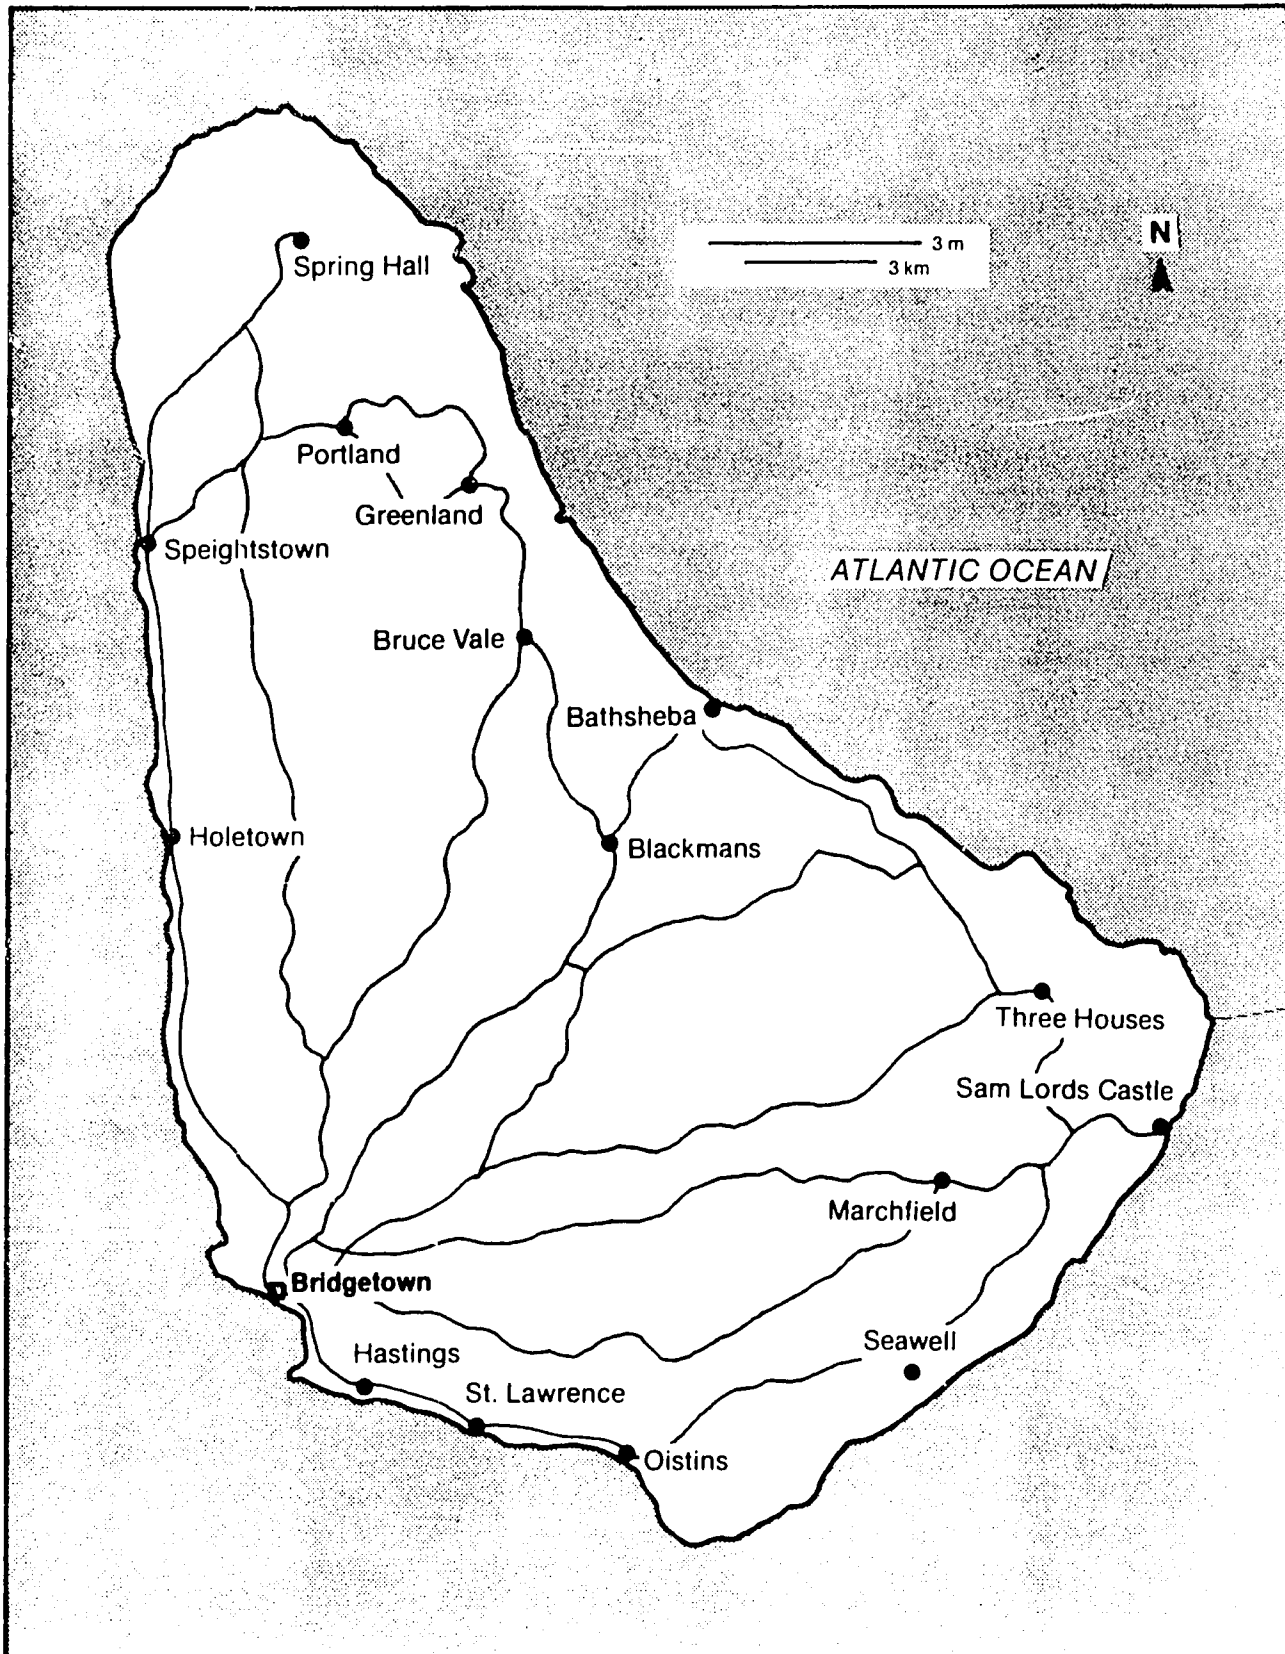 3 m
N
3 km
Spring Hall
Portland
Greenland
Speightstown
ATLANTIC OCEAN
Bruce Vale
Bathsheba
Holetown
Blackmans
Three Houses
Sam Lords Castle
Marchfield
Bridgetown
Seawell
Hastings
St. Lawrence
Oistins